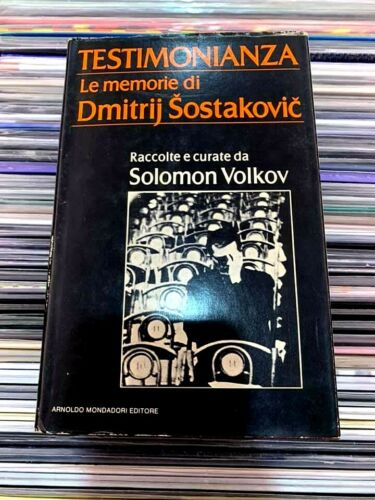 TESTIMONIANZA
Le memorie di
Dmitrij Šostakovič
Raccolte e curate da
Solomon Volkov
ARNOLDO MONDADORI EDITORE